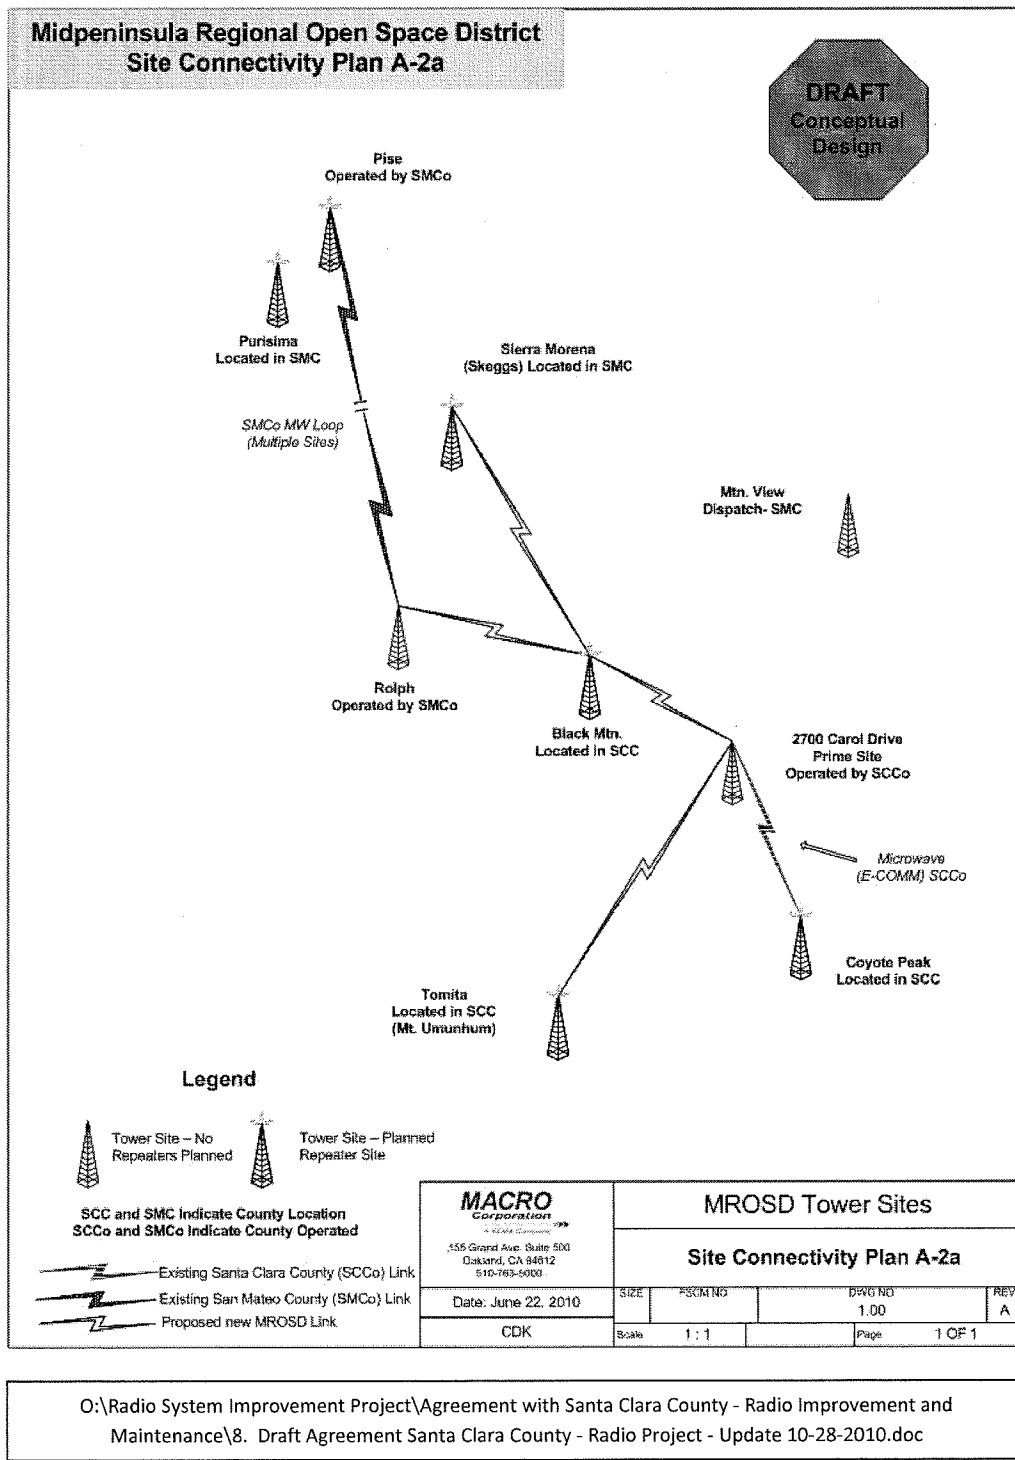 Midpeninsula Regional Open Space District
Site Connectivity Plan A-2a
DRAFT
Conceptual
Design
Pise
Operated by SMCo
Purisima
Located in SMC
Sierra Morena
(Skeggs) Located in SMC
SMCo MW Loop
(Multiple Sites)
Mtn. View
Dispatch- SMC
Rolph
Operated by SMCo
Black Mtn.
Located in SCC
2700 Carol Drive
Prime Site
Operated by SCCo
Microwave
(E-COMM) SCCo
Coyote Peak
Located in SCC
Tomita
Located in SCC
(Mt. Umunhum)
Legend
Tower Site – No
Repeaters Planned
Tower Site – Planned
Repeater Site
SCC and SMC Indicate County Location
SCCo and SMCo Indicate County Operated
Existing Santa Clara County (SCCo) Link
Existing San Mateo County (SMCo) Link
Proposed new MROSD Link
MACRO
Corporation
155 Grand Ave. Suite 500
Oakland, CA 94612
Date: June 22, 2010
CDK
MROSD Tower Sites
Site Connectivity Plan A-2a
SIZE
FSCM NO
DWG NO
1.00
REV
A
Scale
1 : 1
Page
1 OF 1
O:\Radio System Improvement Project\Agreement with Santa Clara County - Radio Improvement and
Maintenance\8. Draft Agreement Santa Clara County - Radio Project - Update 10-28-2010.doc